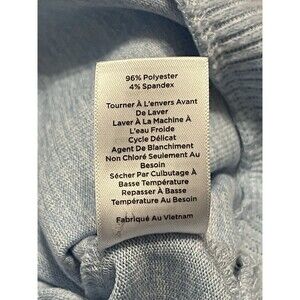 96% Polyester
4% Spandex
Tourner À L'envers Avant
De Laver
Laver À La Machine À
L'eau Froide
Cycle Délicat
Agent De Blanchiment
Non Chloré Seulement Au
Besoin
Sécher Par Culbutage À
Basse Température
Repasser À Basse
Température Au Besoin
Fabriqué Au Vietnam